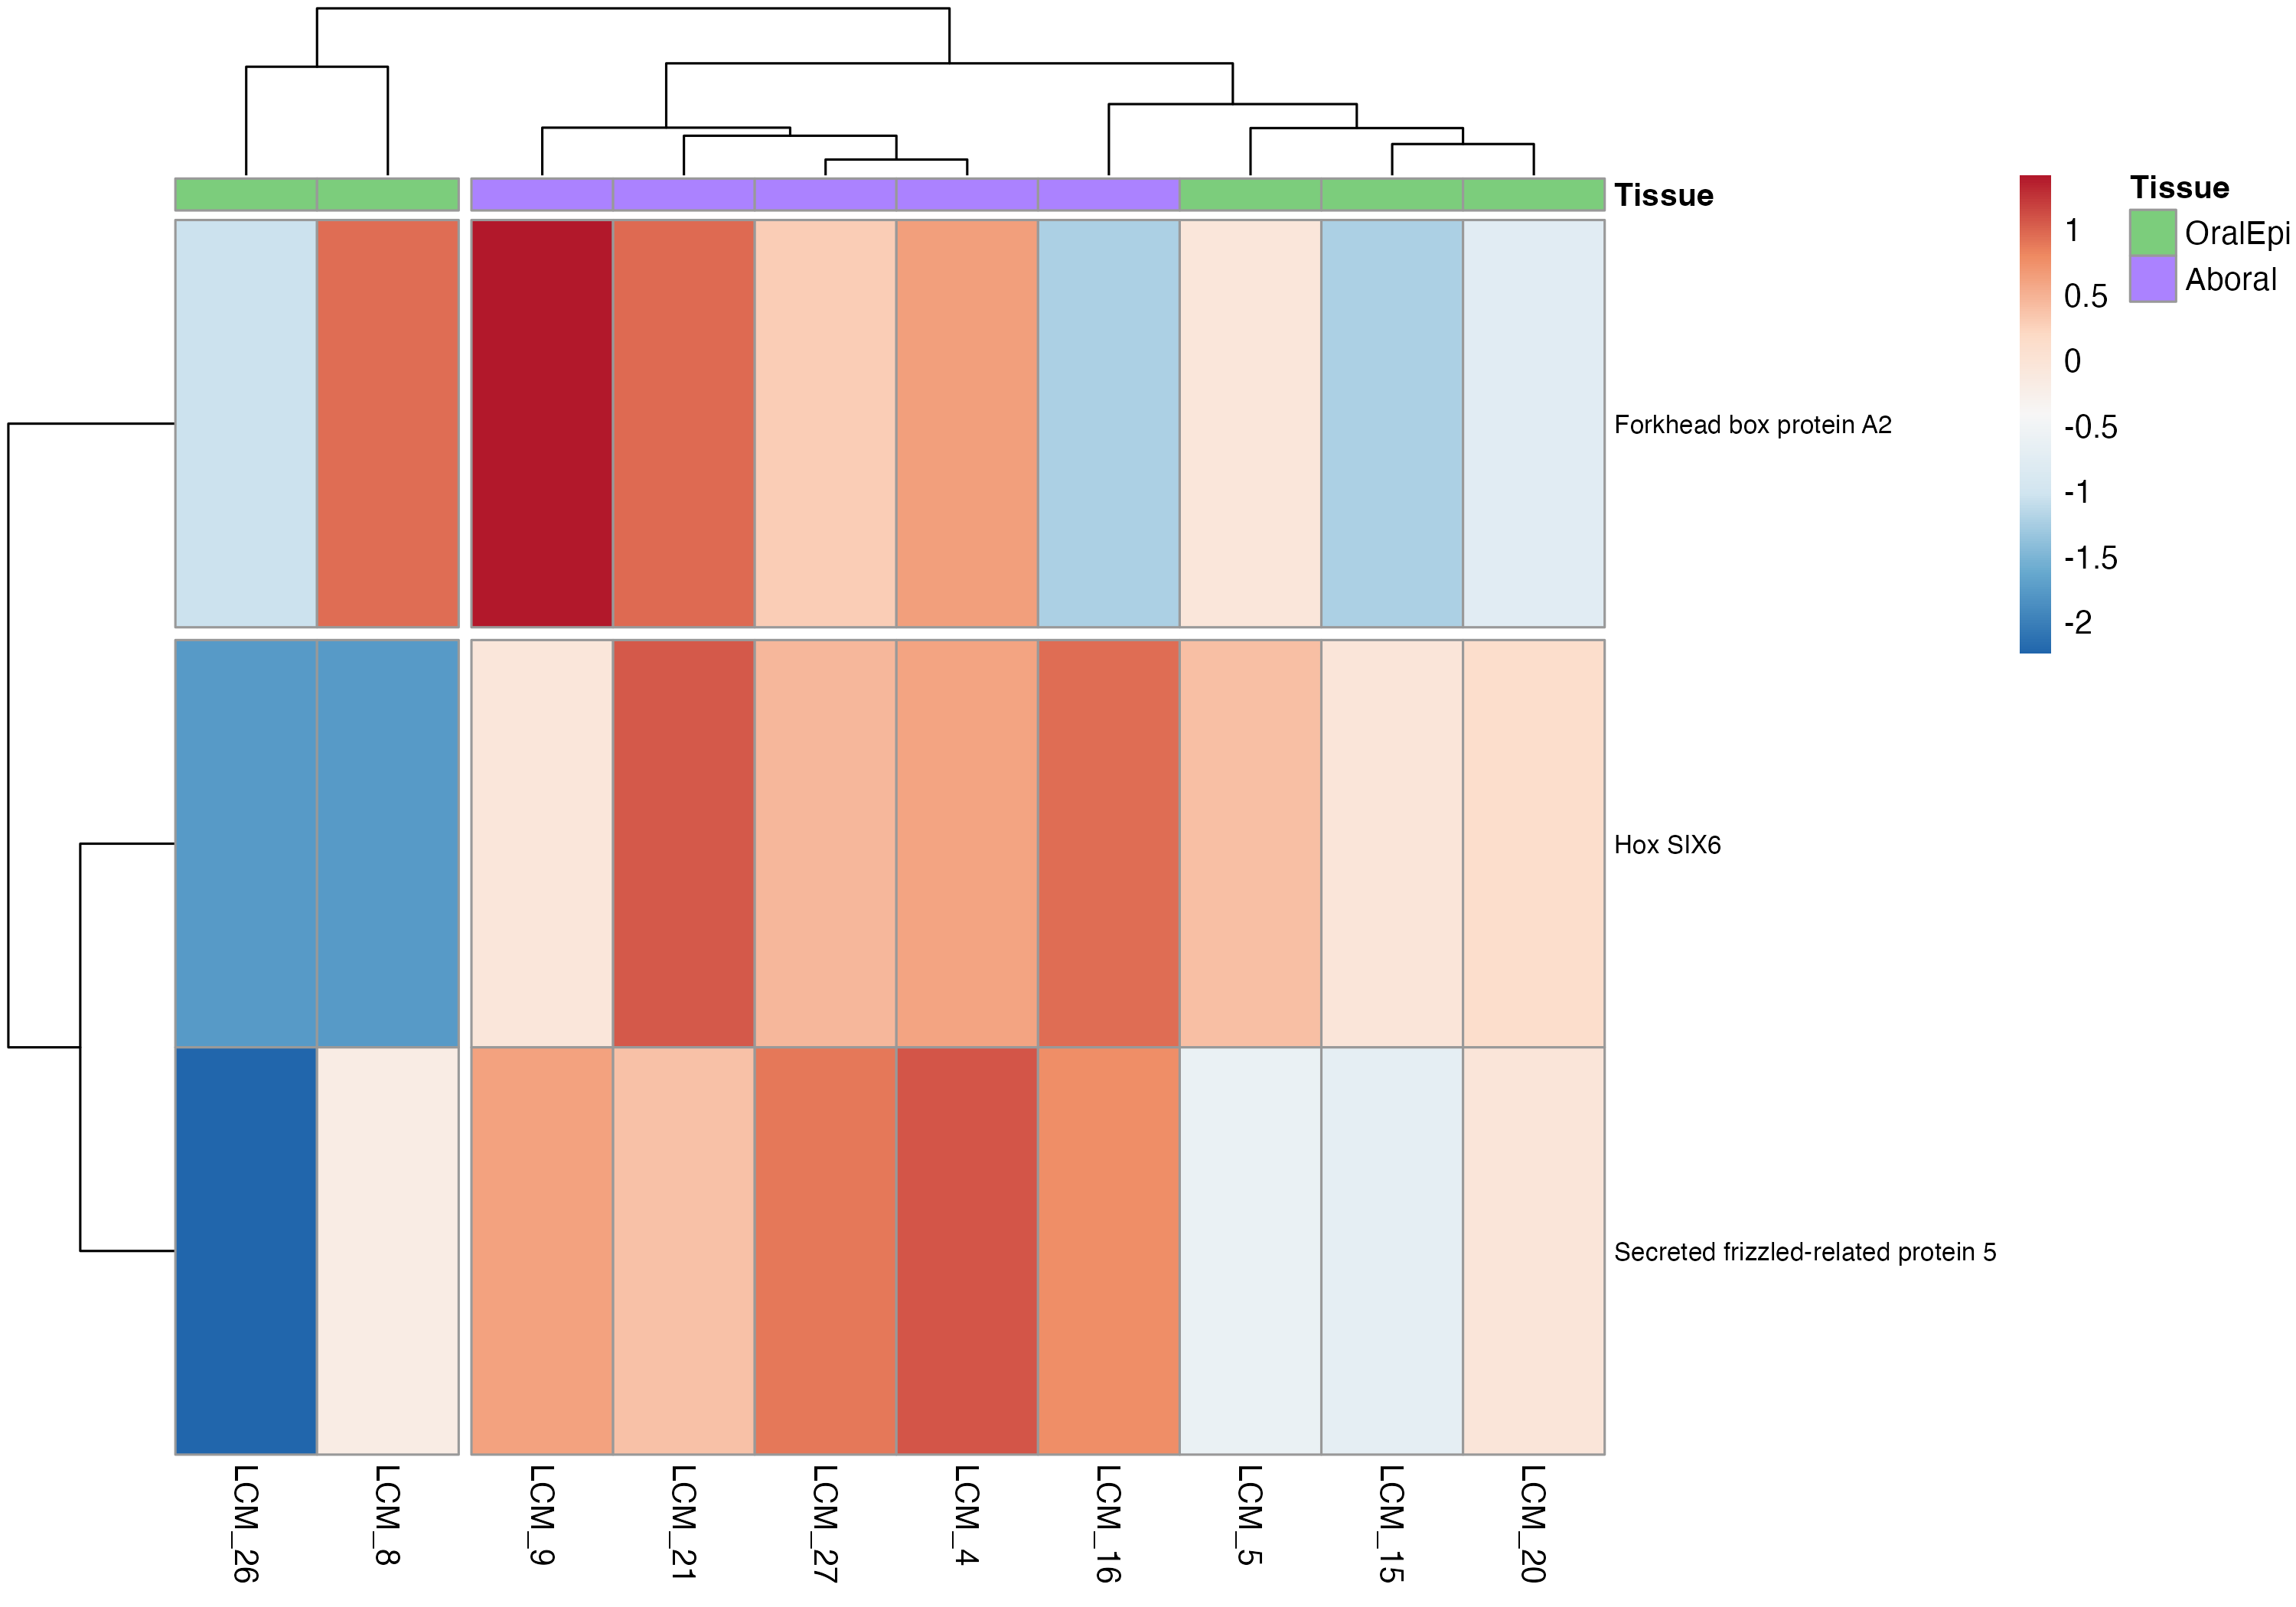 Tissue
Forkhead box protein A2
Hox SIX6
Secreted frizzled-related protein 5
LCM_26
LCM_8
LCM_9
LCM_21
LCM_27
LCM_4
LCM_16
LCM_5
LCM_15
LCM_20
1
0.5
0
-0.5
-1
-1.5
-2
Tissue
OralEpi
Aboral